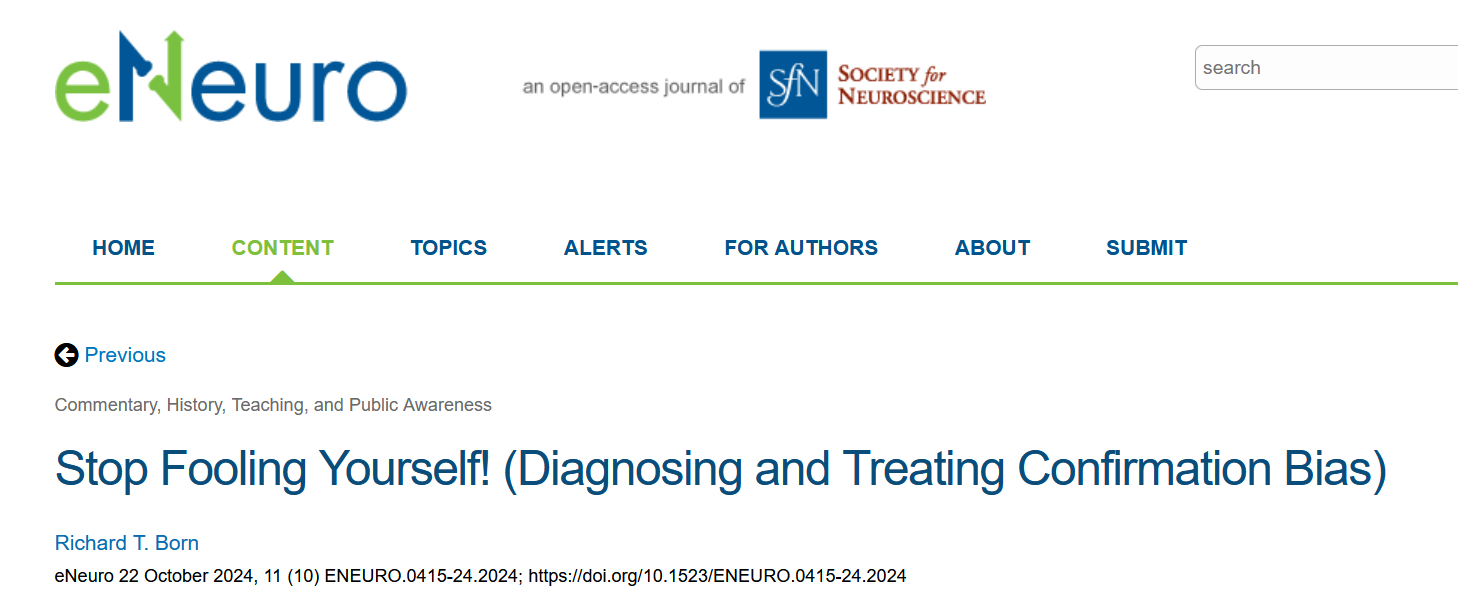 eNeuro
an open-access journal of
SfN
SOCIETY for
NEUROSCIENCE
search
HOME
CONTENT
TOPICS
ALERTS
FOR AUTHORS
ABOUT
SUBMIT
Previous
Commentary, History, Teaching, and Public Awareness
Stop Fooling Yourself! (Diagnosing and Treating Confirmation Bias)
Richard T. Born
eNeuro 22 October 2024, 11 (10) ENEURO.0415-24.2024; https://doi.org/10.1523/ENEURO.0415-24.2024